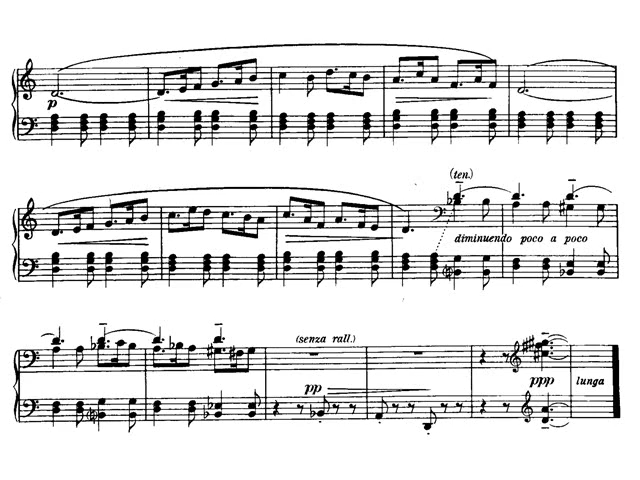 p
(ten.)
diminuendo poco a poco
(senza rall.)
pp
ppp lunga